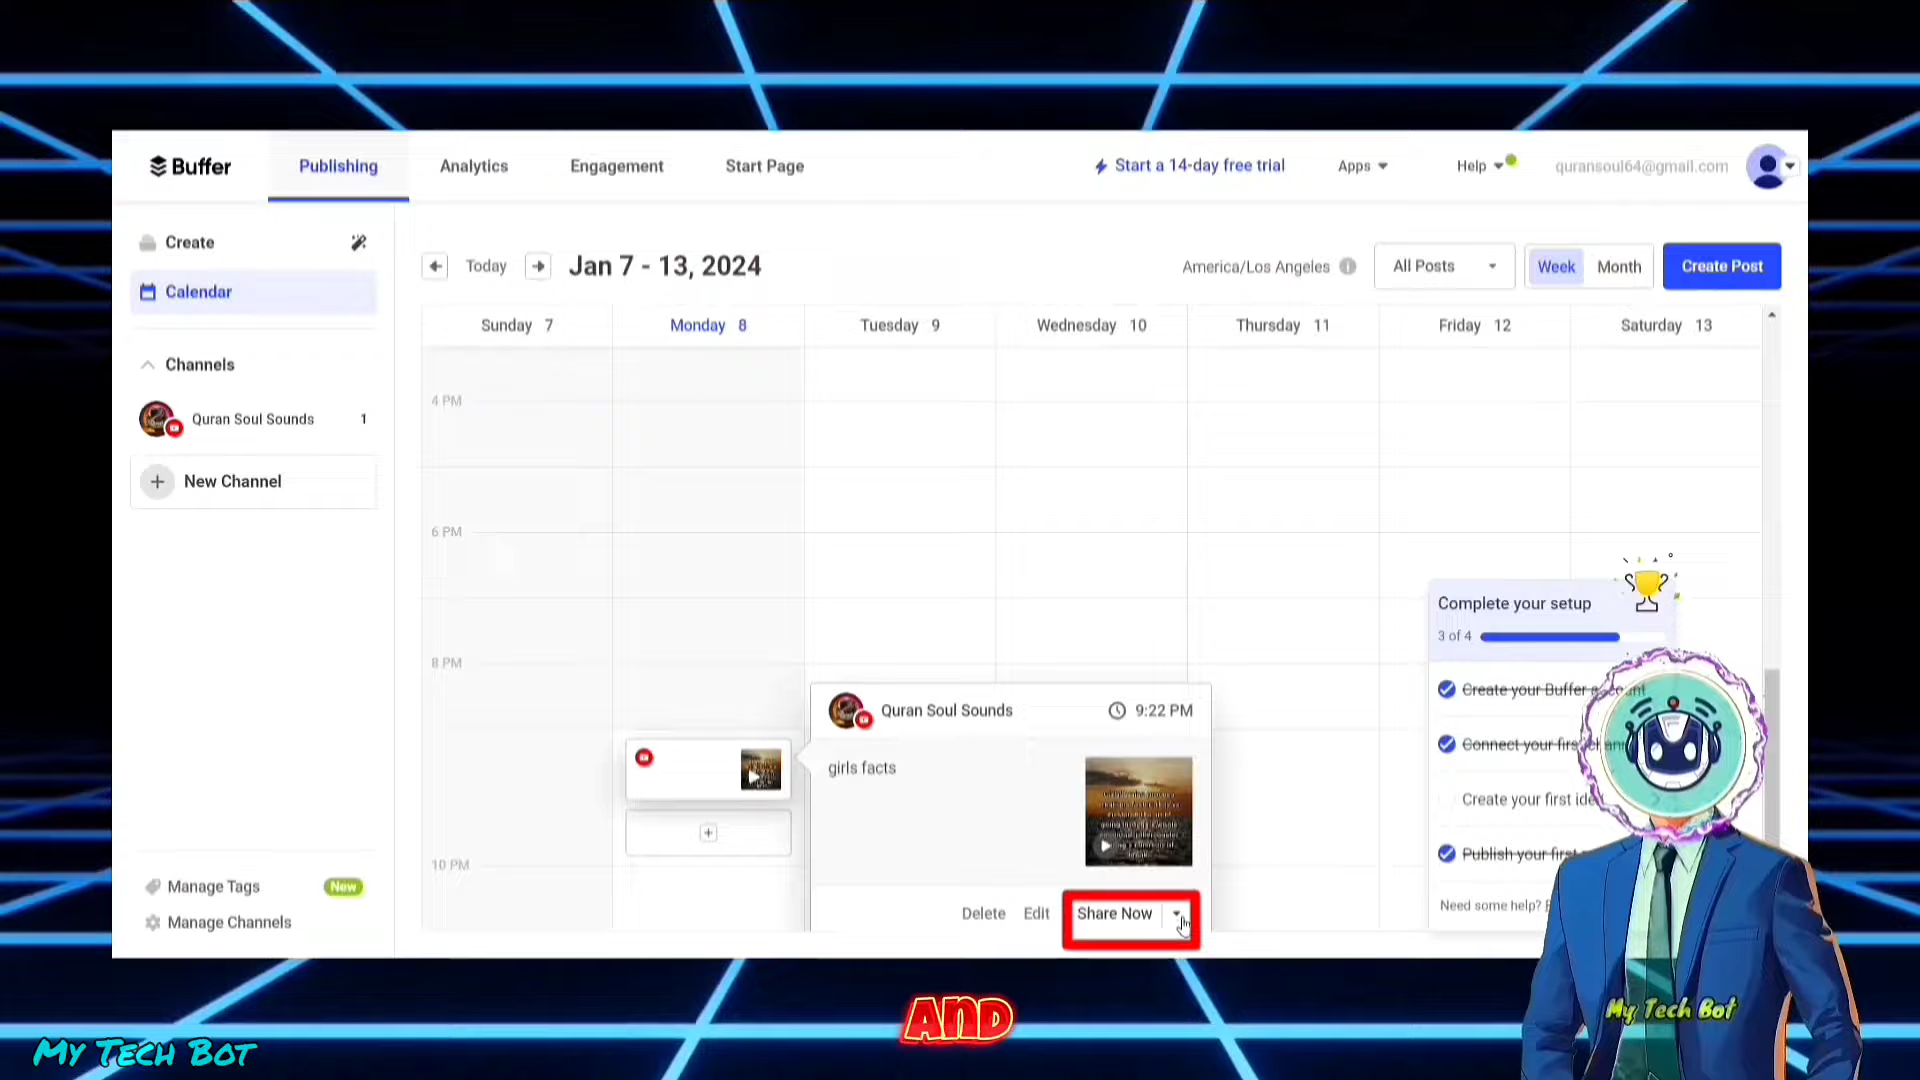 Buffer
Publishing
Analytics
Engagement
Start Page
Start a 14-day free trial
Apps
Help
quransoul64@gmail.com
Create
Calendar
Channels
Quran Soul Sounds 1
New Channel
Manage Tags New
Manage Channels
Today
Jan 7 - 13, 2024
America/Los Angeles
All Posts
Week
Month
Create Post
Sunday 7
Monday 8
Tuesday 9
Wednesday 10
Thursday 11
Friday 12
Saturday 13
4 PM
6 PM
8 PM
10 PM
Quran Soul Sounds
9:22 PM
girls facts
Delete
Edit
Share Now
Complete your setup
3 of 4
Create your Buffer account
Connect your first
Create your first
Publish your first
Need some help?
AND
My Tech Bot
My Tech Bot